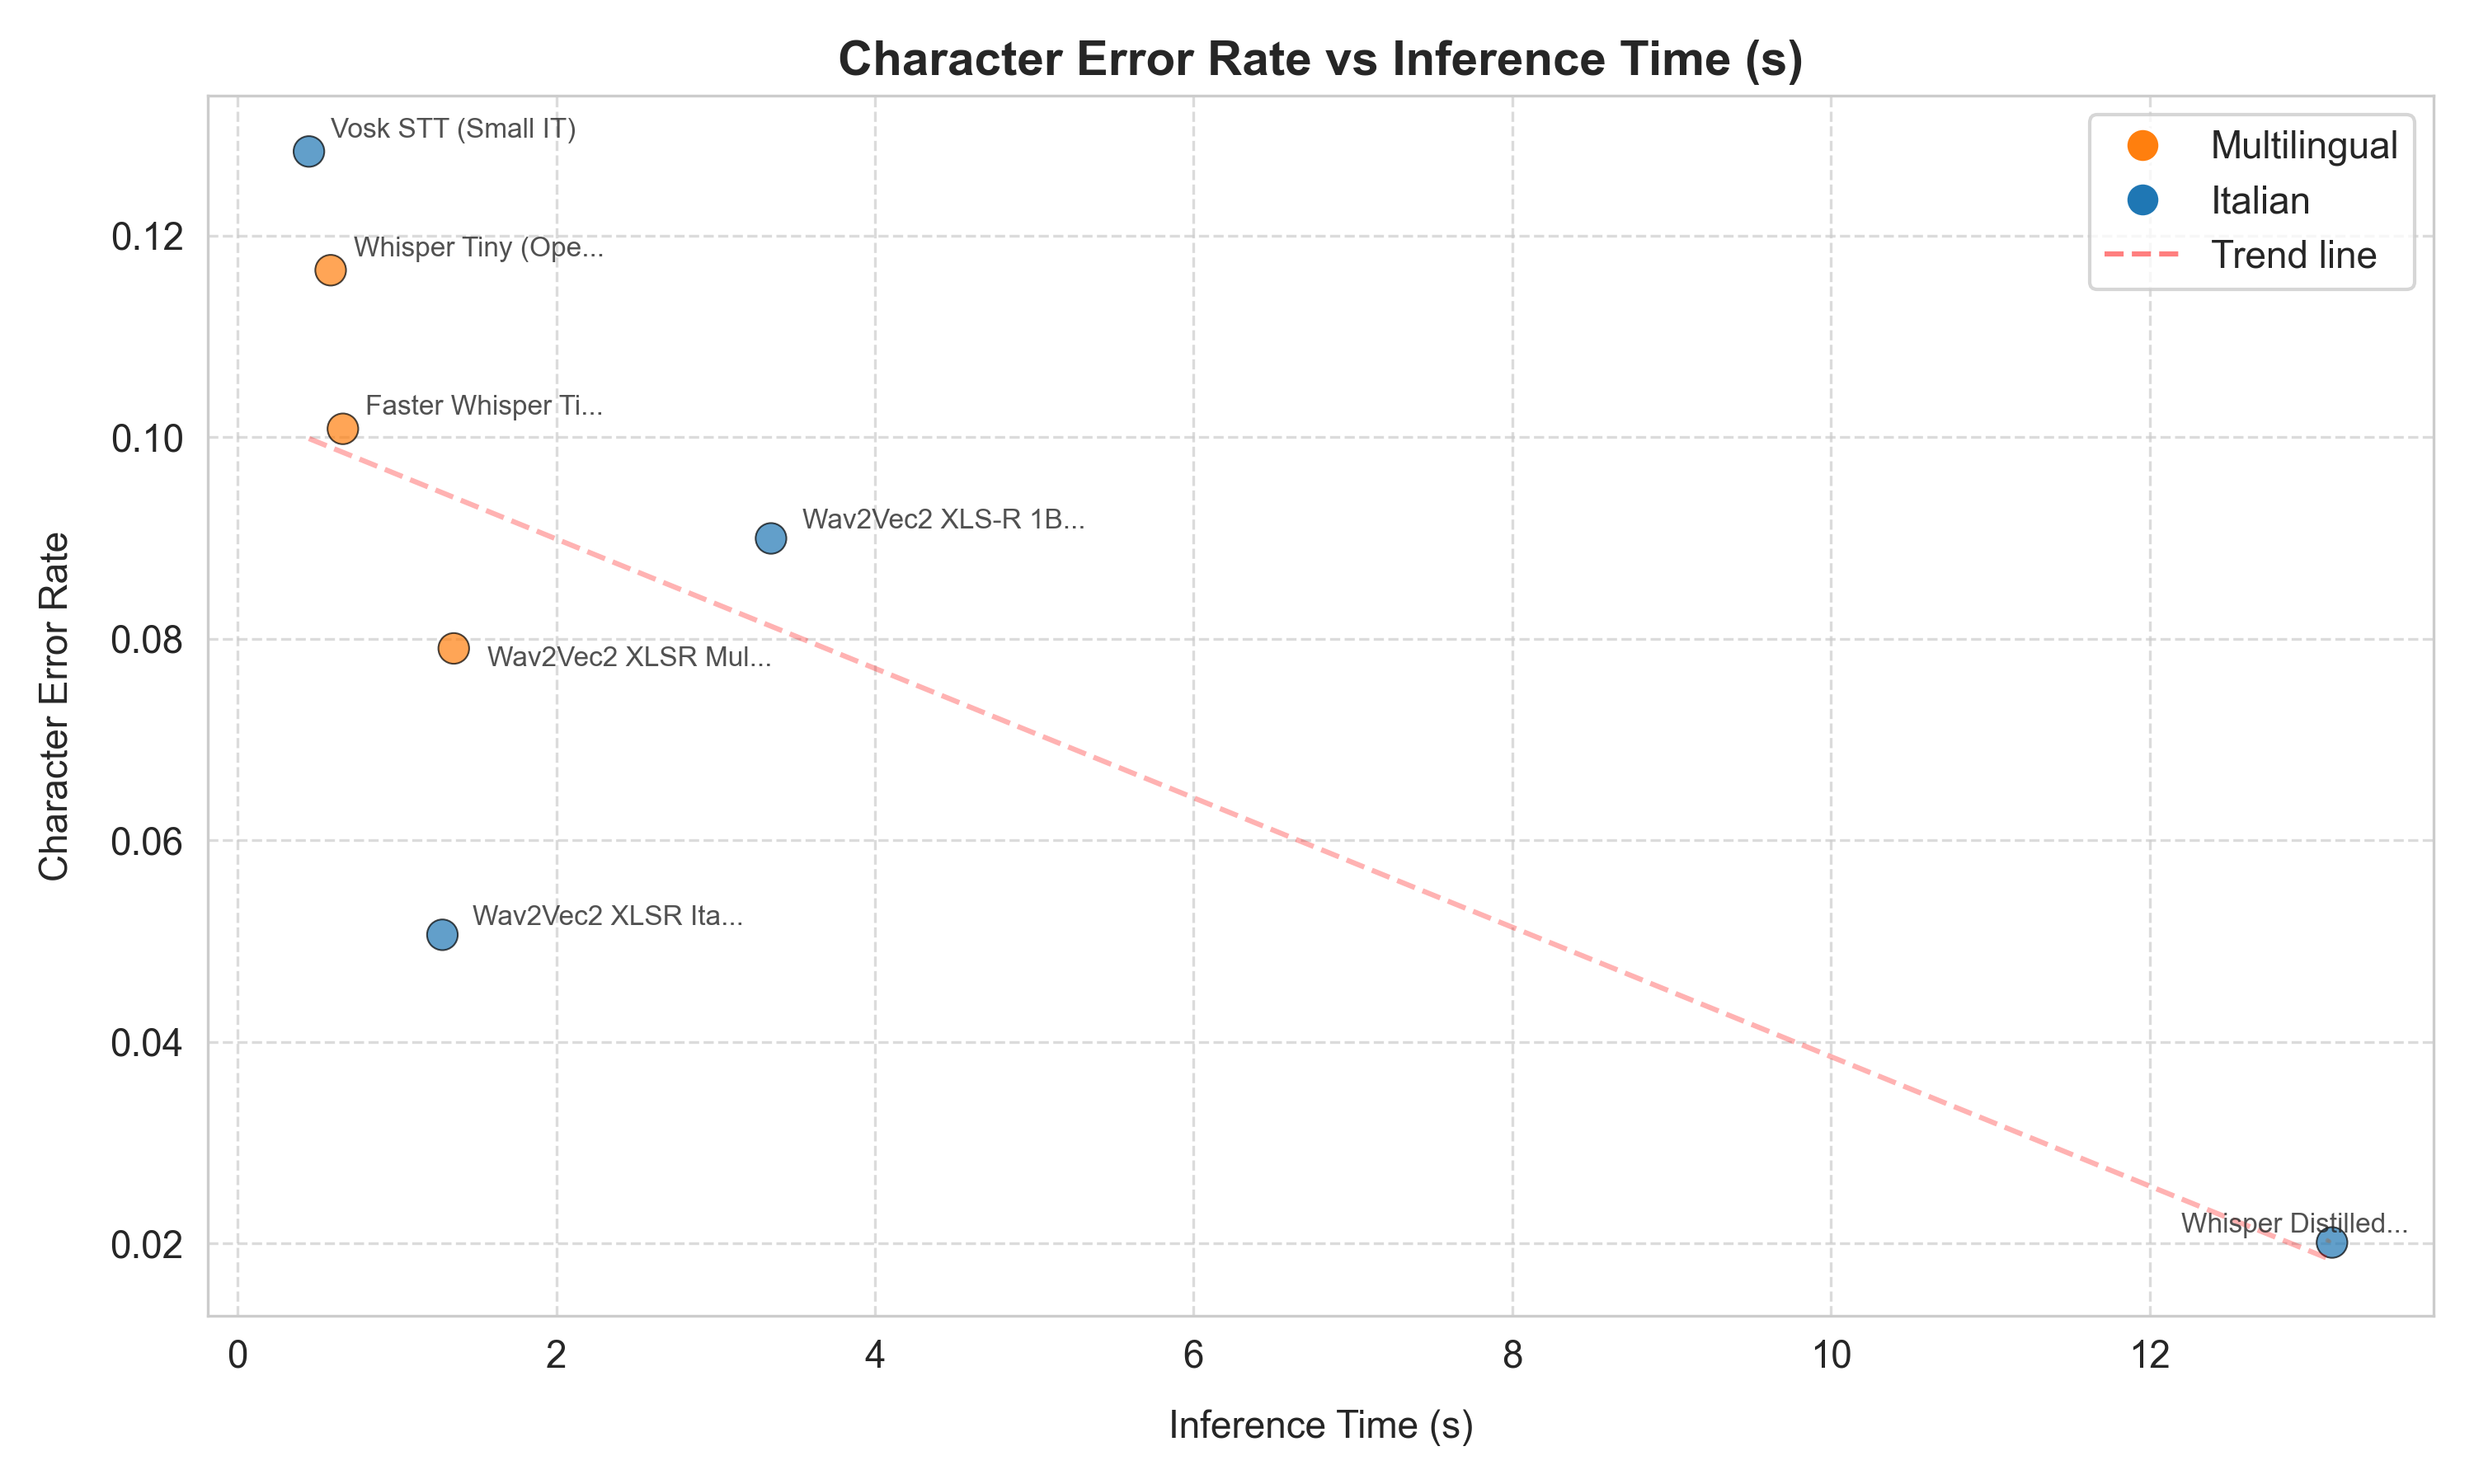 Character Error Rate vs Inference Time (s)
Vosk STT (Small IT)
Whisper Tiny (Ope...
Faster Whisper Ti...
Wav2Vec2 XLS-R 1B...
Wav2Vec2 XLSR Mul...
Wav2Vec2 XLSR Ita...
Whisper Distilled...
Multilingual
Italian
Trend line
Character Error Rate
0.12
0.10
0.08
0.06
0.04
0.02
0 2 4 6 8 10 12
Inference Time (s)